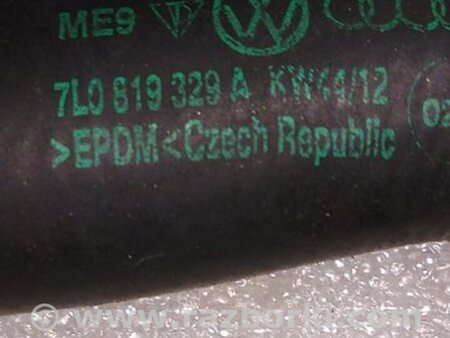 ME9
7L0 819 329 A KW44/12
>EPDM<Czech Republic
© www.razborki.com